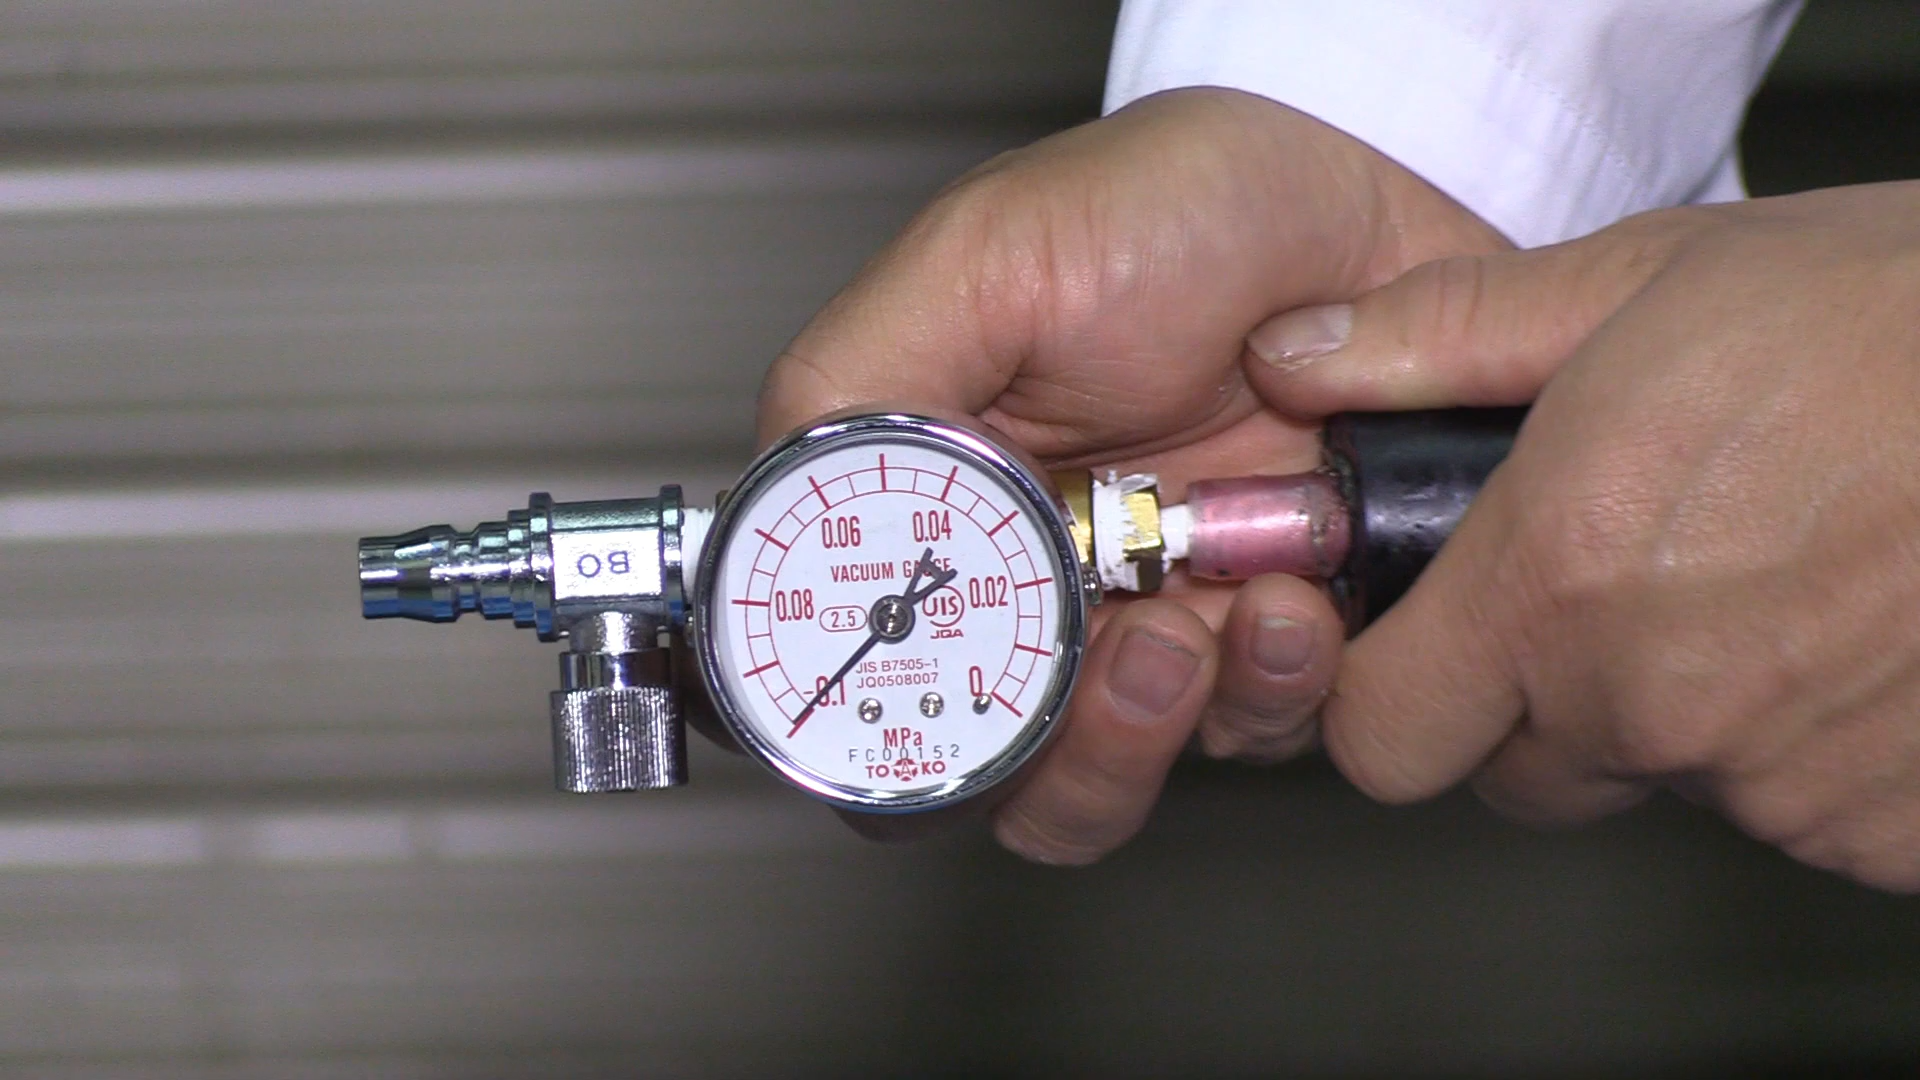 0.06 0.04
VACUUM GAUGE
0.08 0.02
2.5 JIS
JQA
JIS B7505-1
JQ0508007
-0.1 0
MPa
FC00152
TOAKO
BO